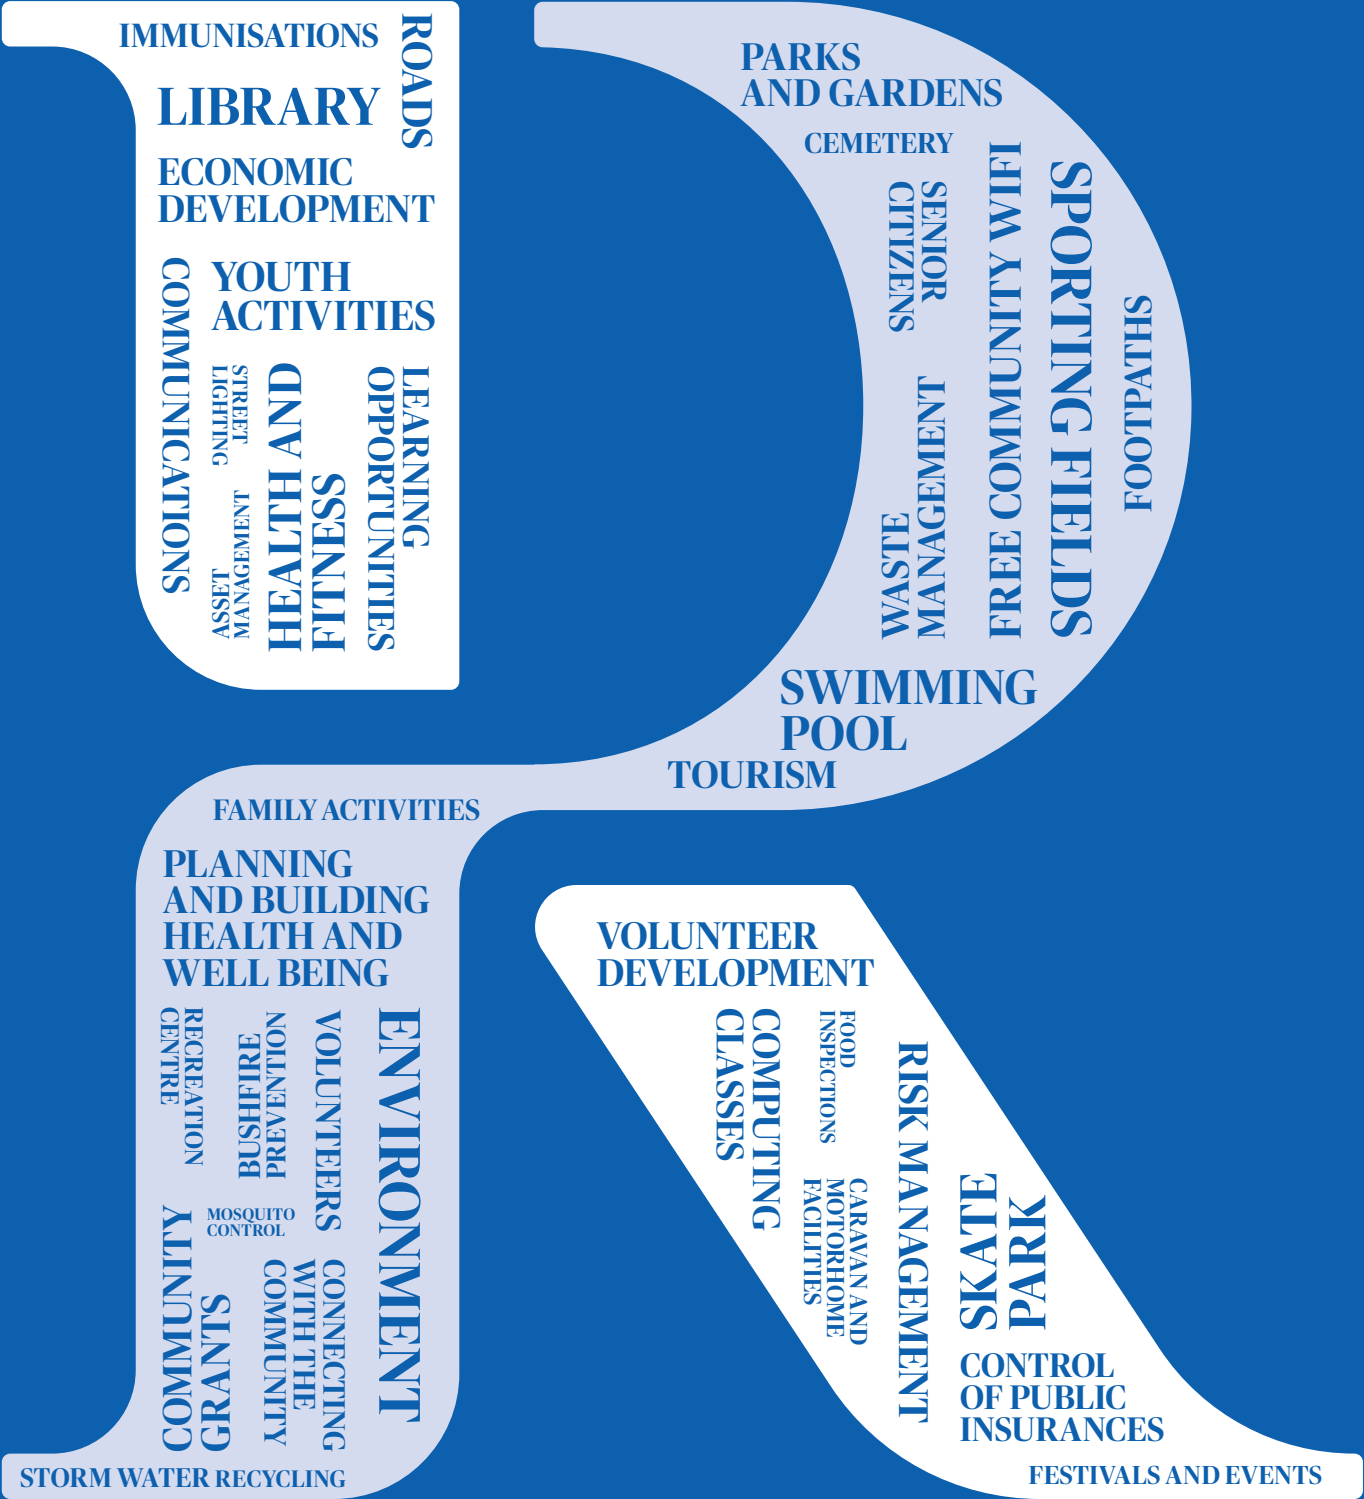 IMMUNISATIONS
ROADS
LIBRARY
ECONOMIC
DEVELOPMENT
COMMUNICATIONS
YOUTH
ACTIVITIES
STREET
LIGHTING
ASSET
MANAGEMENT
HEALTH AND
FITNESS
LEARNING
OPPORTUNITIES
PARKS
AND GARDENS
CEMETERY
SENIOR
CITIZENS
WASTE
MANAGEMENT
FREE COMMUNITY WIFI
SPORTING FIELDS
FOOTPATHS
SWIMMING
POOL
TOURISM
FAMILY ACTIVITIES
PLANNING
AND BUILDING
HEALTH AND
WELL BEING
RECREATION
CENTRE
BUSHFIRE
PREVENTION
VOLUNTEERS
ENVIRONMENT
MOSQUITO
CONTROL
COMMUNITY
GRANTS
CONNECTING
WITH THE
COMMUNITY
STORM WATER RECYCLING
VOLUNTEER
DEVELOPMENT
COMPUTING
CLASSES
FOOD
INSPECTIONS
CARAVAN AND
MOTORHOME
FACILITIES
RISK MANAGEMENT
SKATE
PARK
CONTROL
OF PUBLIC
INSURANCES
FESTIVALS AND EVENTS